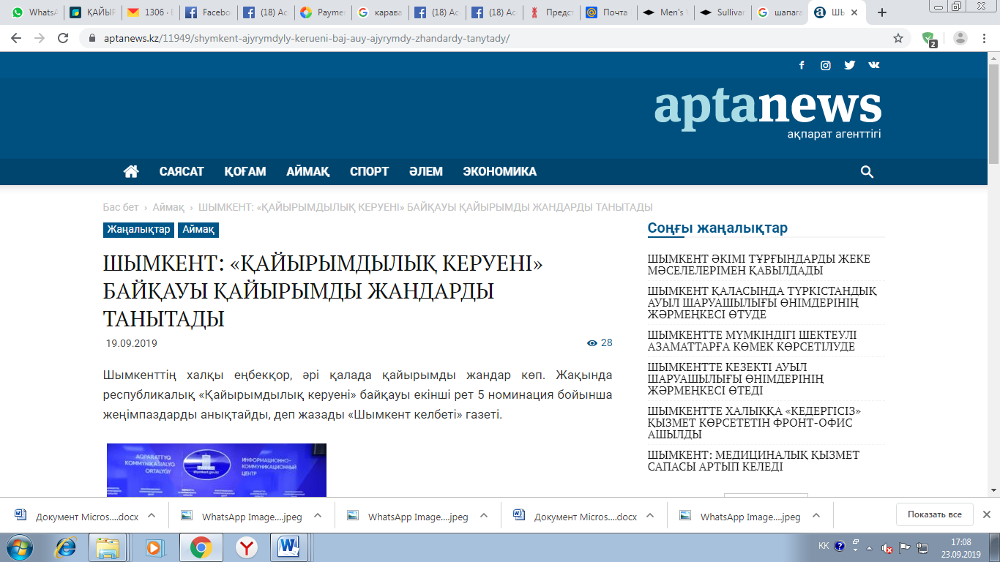 WhatsA
ҚАЙЫР
1306 · В
Facebo
(18) Ас
Payme
карава
(18) Ас
(18) Ас
Предст
Почта
Men's
Sullivan
шапага
ШЫ
aptanews.kz/11949/shymkent-ajyrymdyly-kerueni-baj-auy-ajyrymdy-zhandardy-tanytady/
2
aptanews
ақпарат агенттігі
САЯСАТ ҚОҒАМ АЙМАҚ СПОРТ ӘЛЕМ ЭКОНОМИКА
Бас бет › Аймақ › ШЫМКЕНТ: «ҚАЙЫРЫМДЫЛЫҚ КЕРУЕНІ» БАЙҚАУЫ ҚАЙЫРЫМДЫ ЖАНДАРДЫ ТАНЫТАДЫ
Жаңалықтар Аймақ
ШЫМКЕНТ: «ҚАЙЫРЫМДЫЛЫҚ КЕРУЕНІ»
БАЙҚАУЫ ҚАЙЫРЫМДЫ ЖАНДАРДЫ
ТАНЫТАДЫ
19.09.2019
28
Шымкенттің халқы еңбекқор, әрі қалада қайырымды жандар көп. Жақында
республикалық «Қайырымдылық керуені» байқауы екінші рет 5 номинация бойынша
жеңімпаздарды анықтайды, деп жазады «Шымкент келбеті» газеті.
AQPARATTYQ
KOMMÝNIKASIALYQ
ORTALYǴY
shymkent.gov.kz
ИНФОРМАЦИОННО-
КОММУНИКАЦИОННЫЙ
ЦЕНТР
Соңғы жаңалықтар
ШЫМКЕНТ ӘКІМІ ТҰРҒЫНДАРДЫ ЖЕКЕ
МӘСЕЛЕЛЕРІМЕН ҚАБЫЛДАДЫ
ШЫМКЕНТ ҚАЛАСЫНДА ТҮРКІСТАНДЫҚ
АУЫЛ ШАРУАШЫЛЫҒЫ ӨНІМДЕРІНІҢ
ЖӘРМЕҢКЕСІ ӨТУДЕ
ШЫМКЕНТТЕ МҮМКІНДІГІ ШЕКТЕУЛІ
АЗАМАТТАРҒА КӨМЕК КӨРСЕТІЛУДЕ
ШЫМКЕНТТЕ КЕЗЕКТІ АУЫЛ
ШАРУАШЫЛЫҒЫ ӨНІМДЕРІНІҢ
ЖӘРМЕҢКЕСІ ӨТЕДІ
ШЫМКЕНТТЕ ХАЛЫҚҚА «КЕДЕРГІСІЗ»
ҚЫЗМЕТ КӨРСЕТЕТІН ФРОНТ-ОФИС
АШЫЛДЫ
ШЫМКЕНТ: МЕДИЦИНАЛЫҚ ҚЫЗМЕТ
САПАСЫ АРТЫП КЕЛЕДІ
Документ Micros....docx
WhatsApp Image....jpeg
WhatsApp Image....jpeg
Документ Micros....docx
WhatsApp Image....jpeg
Показать все
KK
17:08
23.09.2019